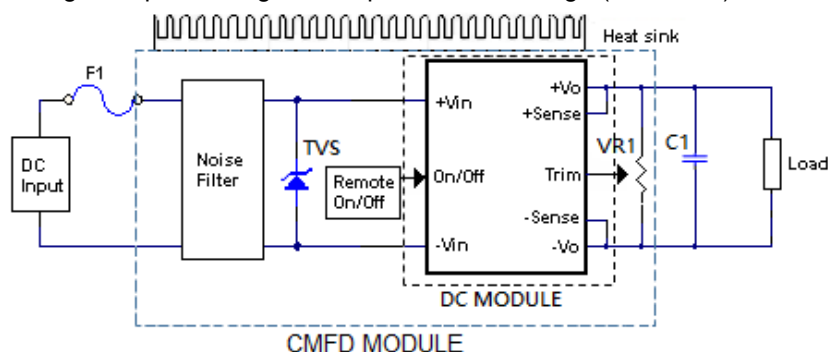 Heat sink
F1
DC
Input
Noise
Filter
TVS
Remote
On/Off
+Vin
On/Off
-Vin
+Vo
+Sense
Trim
-Sense
-Vo
VR1
C1
Load
DC MODULE
CMFD MODULE